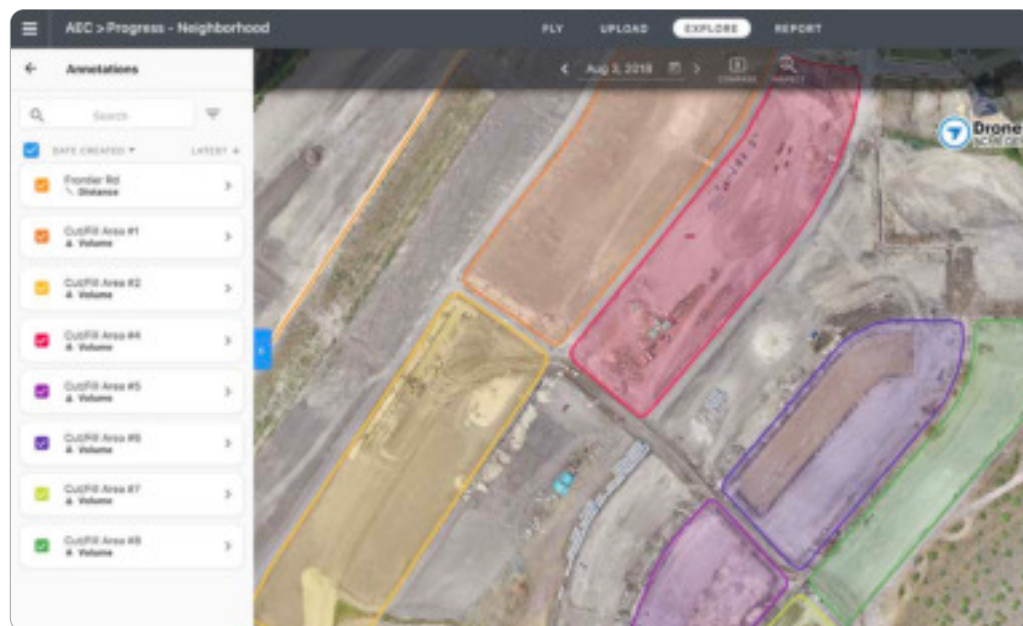 AEC > Progress - Neighborhood
FLY
UPLOAD
EXPLORE
REPORT
Annotations
Aug 3, 2018
COMPARE
INSPECT
Search
DATE CREATED
LATEST
Drone
Frontier Rd
Distance
Cut/Fill Area #1
Volume
Cut/Fill Area #2
Volume
Cut/Fill Area #4
Volume
Cut/Fill Area #5
Volume
Cut/Fill Area #6
Volume
Cut/Fill Area #7
Volume
Cut/Fill Area #8
Volume